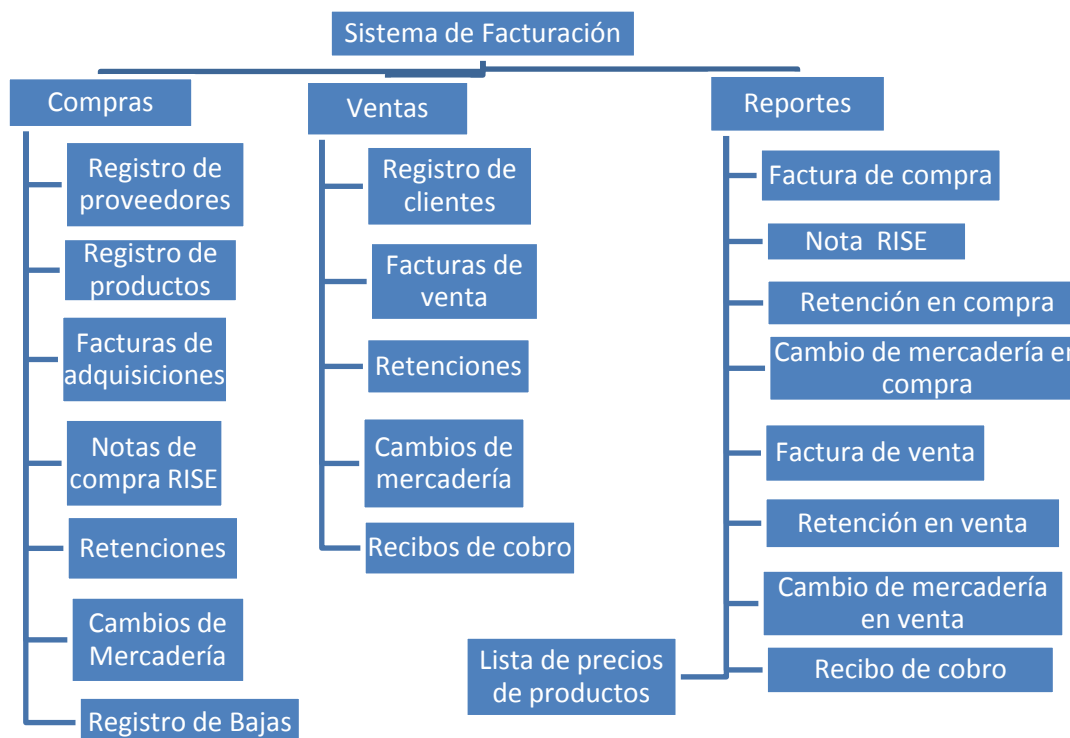 Sistema de Facturación
Compras
Registro de
proveedores
Registro de
productos
Facturas de
adquisiciones
Notas de
compra RISE
Retenciones
Cambios de
Mercadería
Registro de Bajas
Ventas
Registro de
clientes
Facturas de
venta
Retenciones
Cambios de
mercadería
Recibos de cobro
Reportes
Factura de compra
Nota RISE
Retención en compra
Cambio de mercadería en
compra
Factura de venta
Retención en venta
Cambio de mercadería
en venta
Recibo de cobro
Lista de precios
de productos